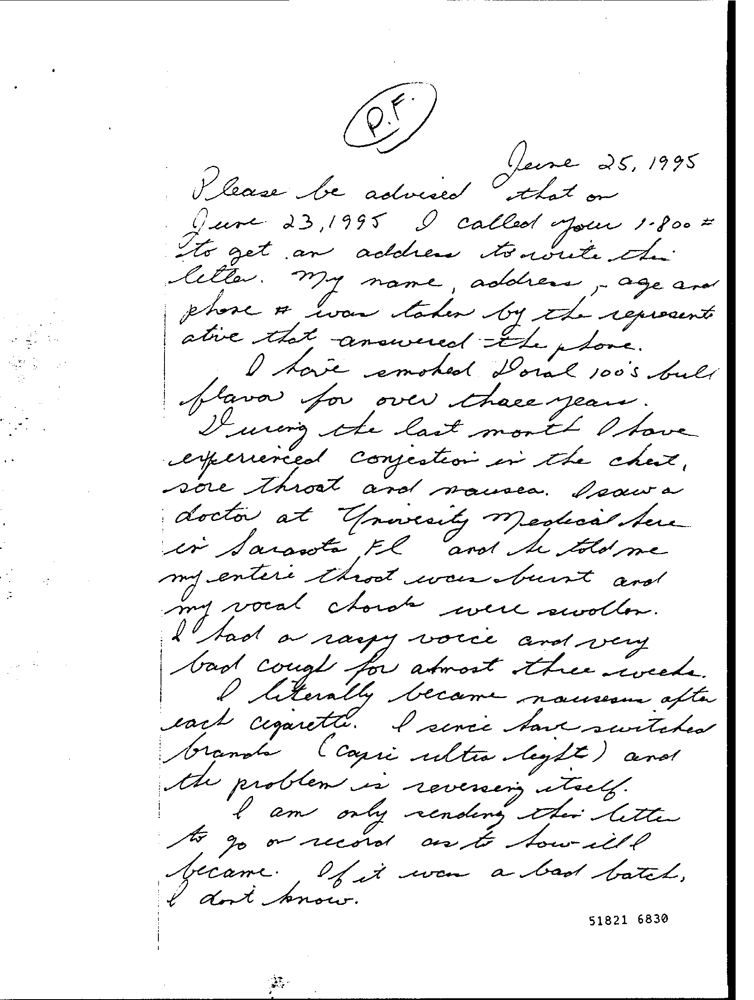 P.F.
June 25, 1995
Please be advised that on
June 23, 1995 I called your 1-800 #
to get an address to write this
letter. My name, address, age and
phone # was taken by the represent
ative that answered the phone.
I have smoked Doral 100's full
flavor for over three years.
During the last month I have
experienced conjestion in the chest,
sore throat and nausea. I saw a
doctor at University Medical here
in Sarasota, Fl and he told me
my entire throat was burnt and
my vocal chords were swollen.
I had a raspy voice and very
bad cough for almost three weeks.
I literally became nauseous after
each cigarette. I since have switched
brands (capri ultra light) and
the problem is reversing itself.
I am only sending this letter
to go on record as to how ill I
became. If it was a bad batch,
I don't know.
51821 6830